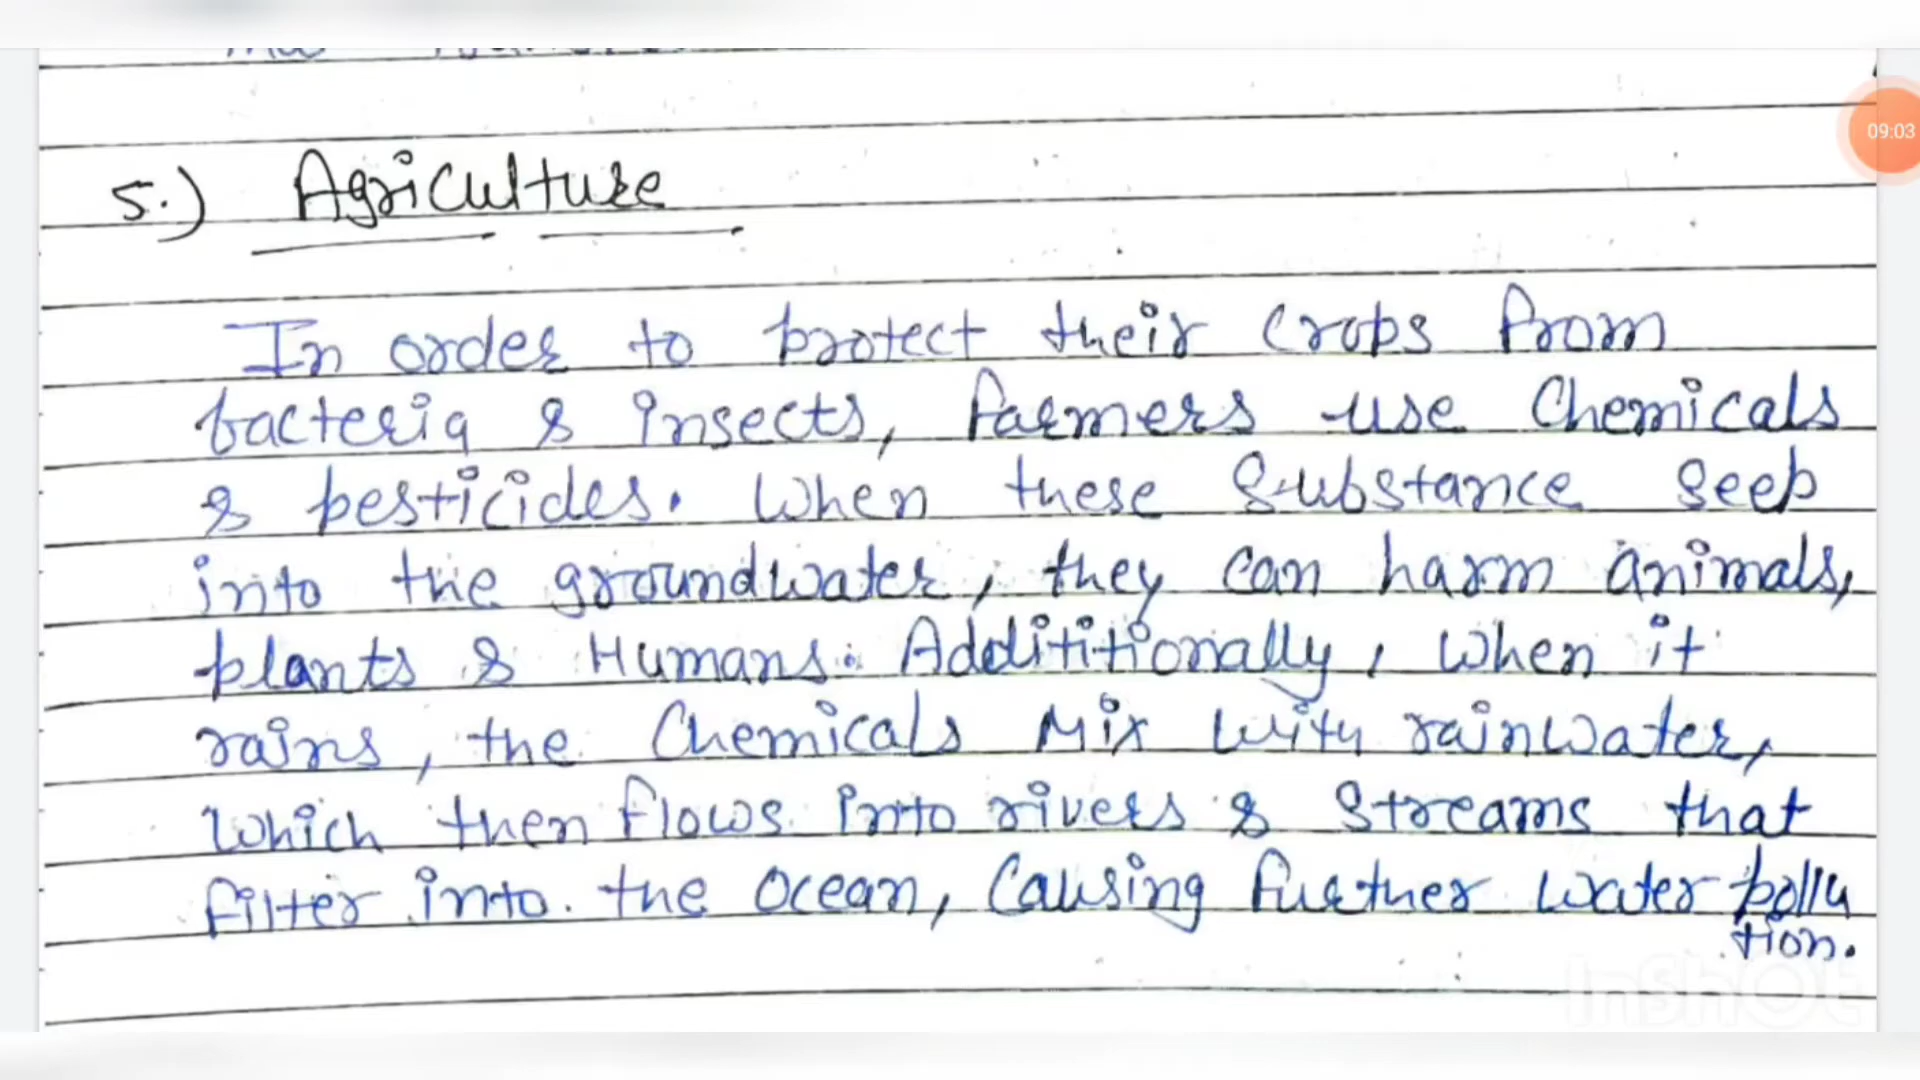 09:03
5.) Agriculture
In order to protect their crops from
bacteria & insects, farmers use chemicals
& pesticides. When these substance seep
into the groundwater, they can harm animals,
plants & Humans. Addititionally, when it
rains, the chemicals Mix with rainwater,
which then flows into rivers & streams that
filter into the ocean, causing further water pollu
tion.
InShOt